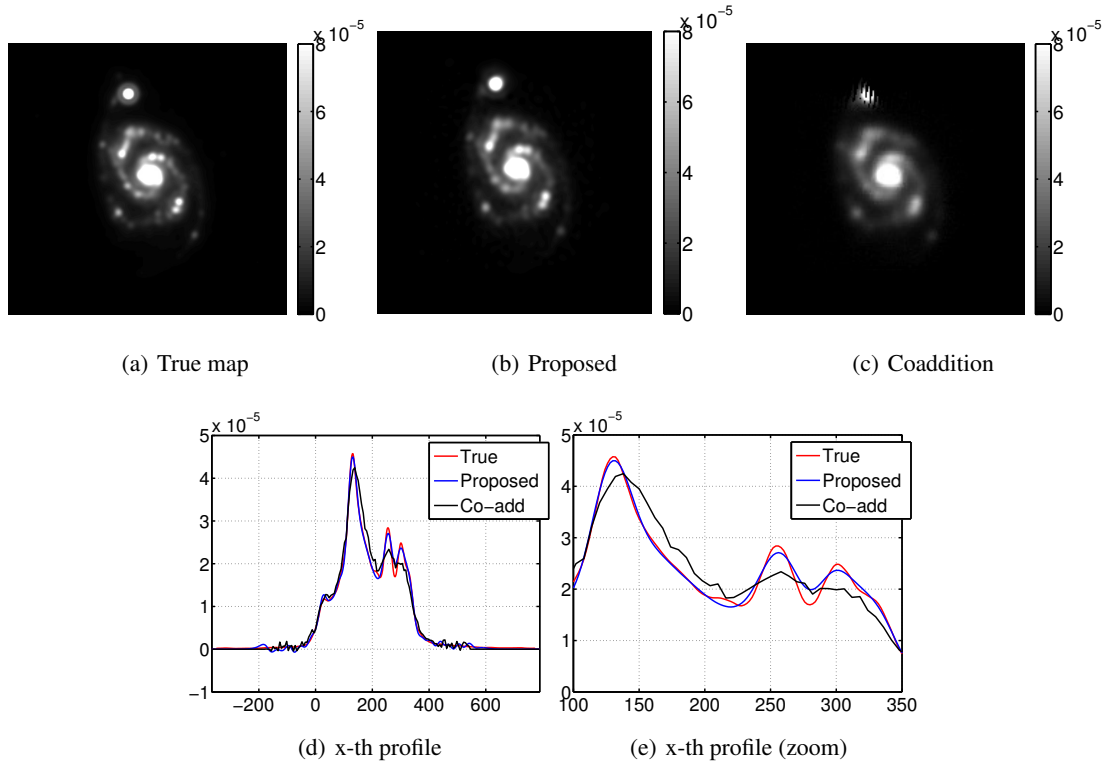 x 10⁻⁵
8
6
4
2
0
(a) True map
x 10⁻⁵
8
6
4
2
0
(b) Proposed
x 10⁻⁵
8
6
4
2
0
(c) Coaddition
x 10⁻⁵
5
4
3
2
1
0
−1
−200 0 200 400 600
True
Proposed
Co−add
(d) x-th profile
x 10⁻⁵
5
4
3
2
1
0
100 150 200 250 300 350
True
Proposed
Co−add
(e) x-th profile (zoom)